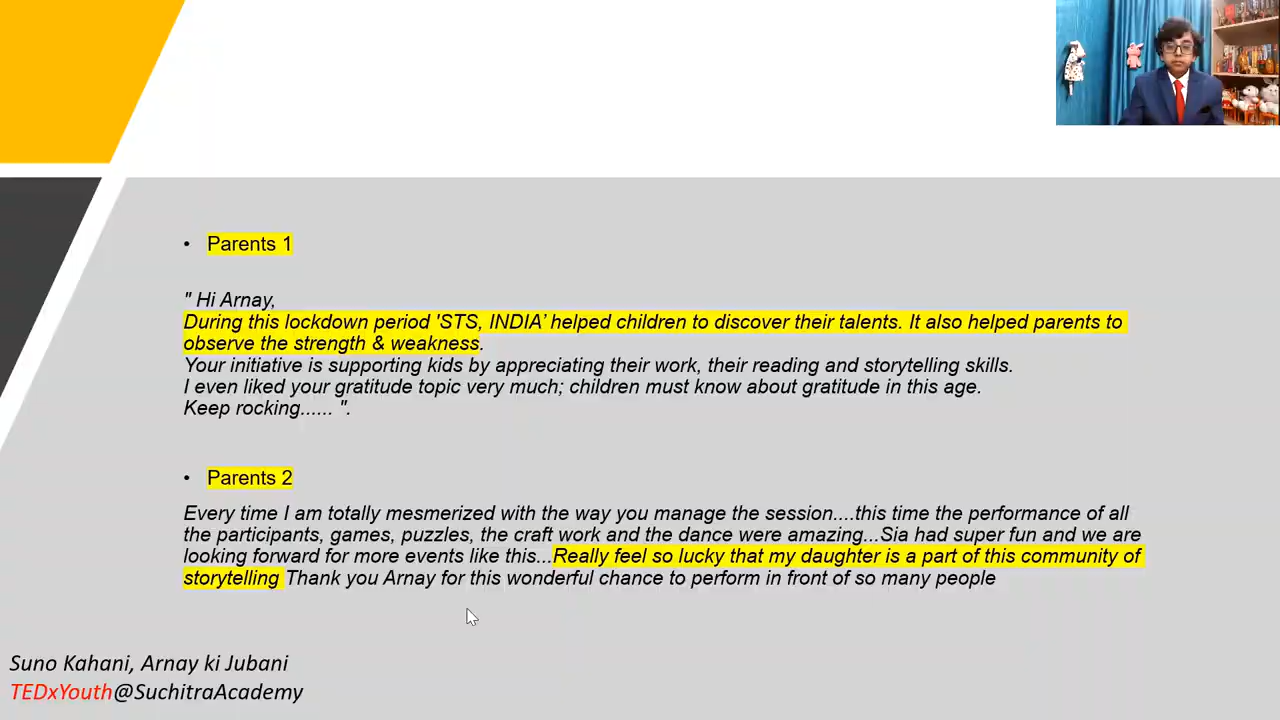 • Parents 1
" Hi Arnay,
During this lockdown period 'STS, INDIA’ helped children to discover their talents. It also helped parents to
observe the strength & weakness.
Your initiative is supporting kids by appreciating their work, their reading and storytelling skills.
I even liked your gratitude topic very much; children must know about gratitude in this age.
Keep rocking...... ".
• Parents 2
Every time I am totally mesmerized with the way you manage the session....this time the performance of all
the participants, games, puzzles, the craft work and the dance were amazing...Sia had super fun and we are
looking forward for more events like this...Really feel so lucky that my daughter is a part of this community of
storytelling Thank you Arnay for this wonderful chance to perform in front of so many people
Suno Kahani, Arnay ki Jubani
TEDxYouth@SuchitraAcademy